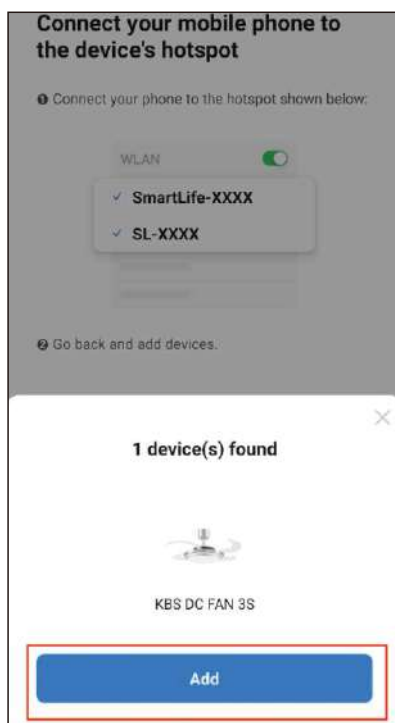 Connect your mobile phone to
the device's hotspot
❶ Connect your phone to the hotspot shown below:
WLAN
✓ SmartLife-XXXX
✓ SL-XXXX
❷ Go back and add devices.
1 device(s) found
KBS DC FAN 3S
Add